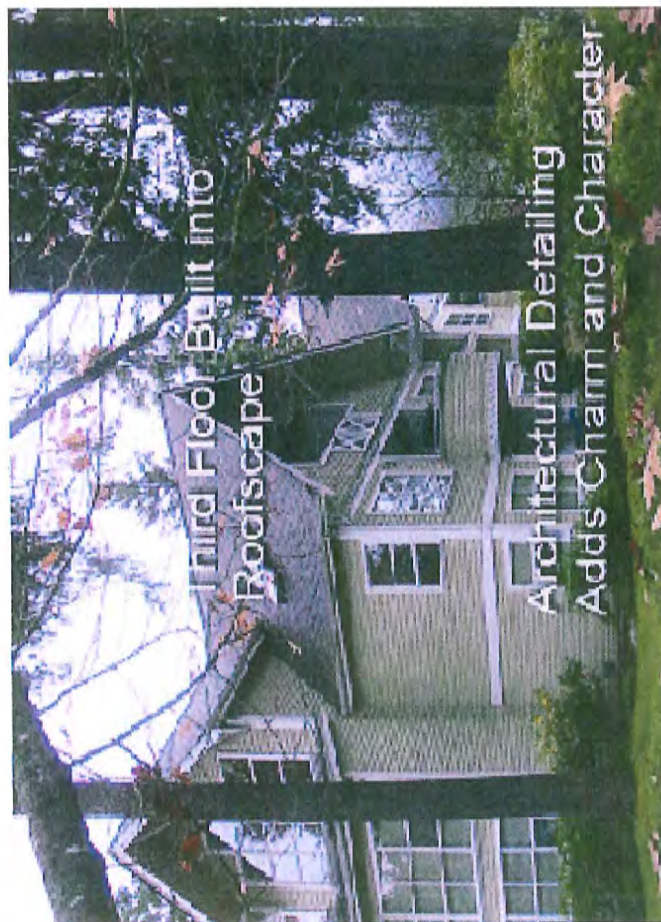 Third Floor Built Into
Roofscape
Architectural Detailing
Adds Charm and Character